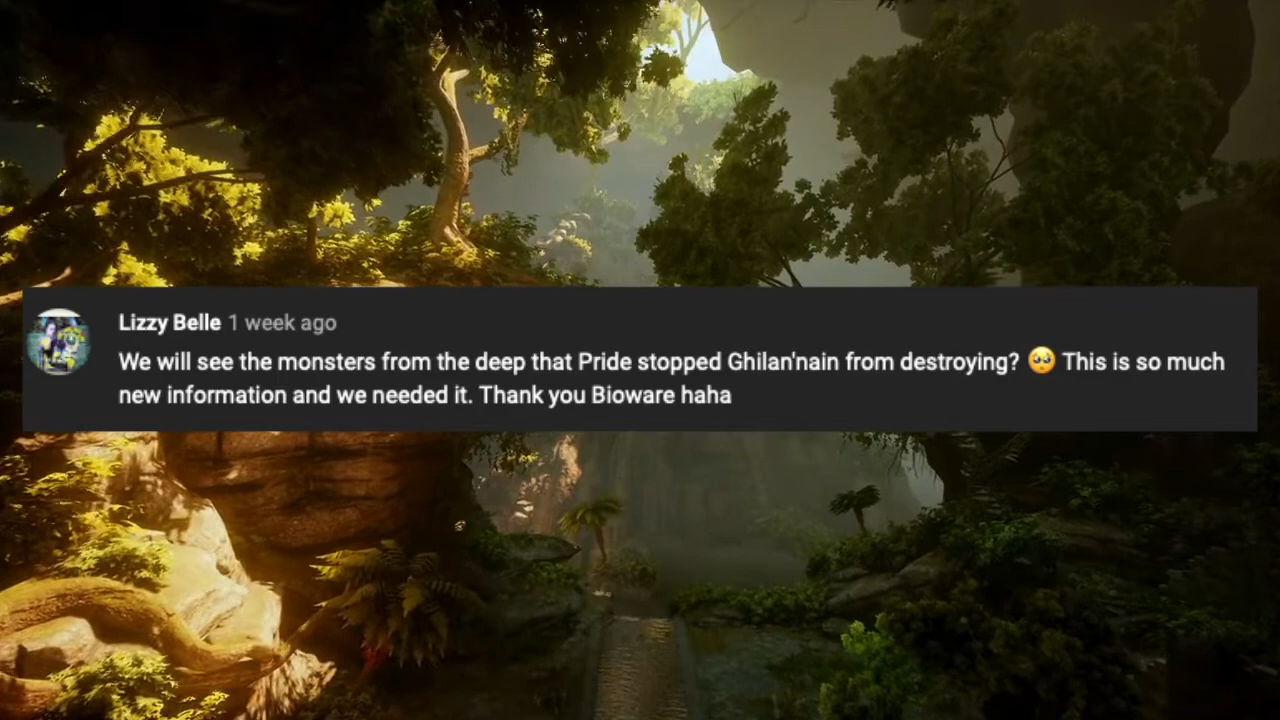 Lizzy Belle 1 week ago
We will see the monsters from the deep that Pride stopped Ghilan'nain from destroying? 🥺 This is so much
new information and we needed it. Thank you Bioware haha